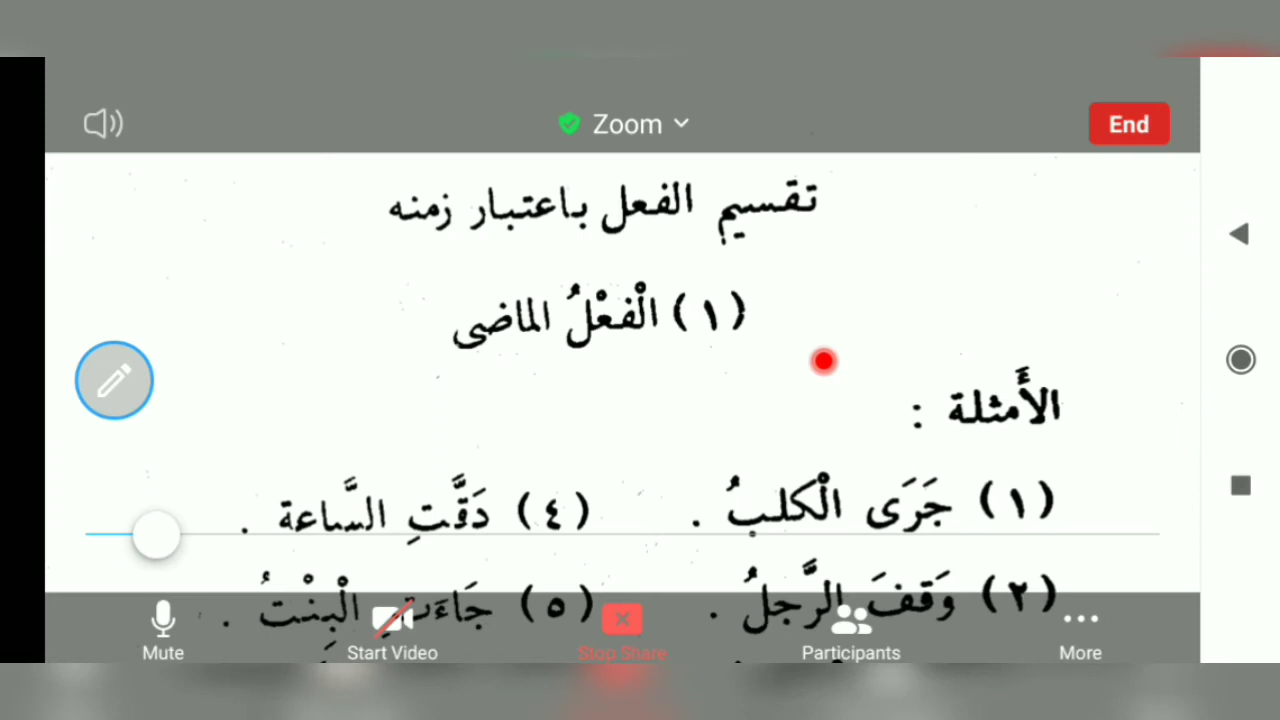 Zoom
End
تقسيم الفعل باعتبار زمنه
(١) الْفعْلُ الماضى
الأَمثلة :
(١) جَرَى الْكلبُ . (٤) دَقَّتِ السَّاعة .
(٢) وَقفَ الرَّجلُ . (٥) جَاءَتِ الْبِنْتُ .
Mute
Start Video
Stop Share
Participants
More